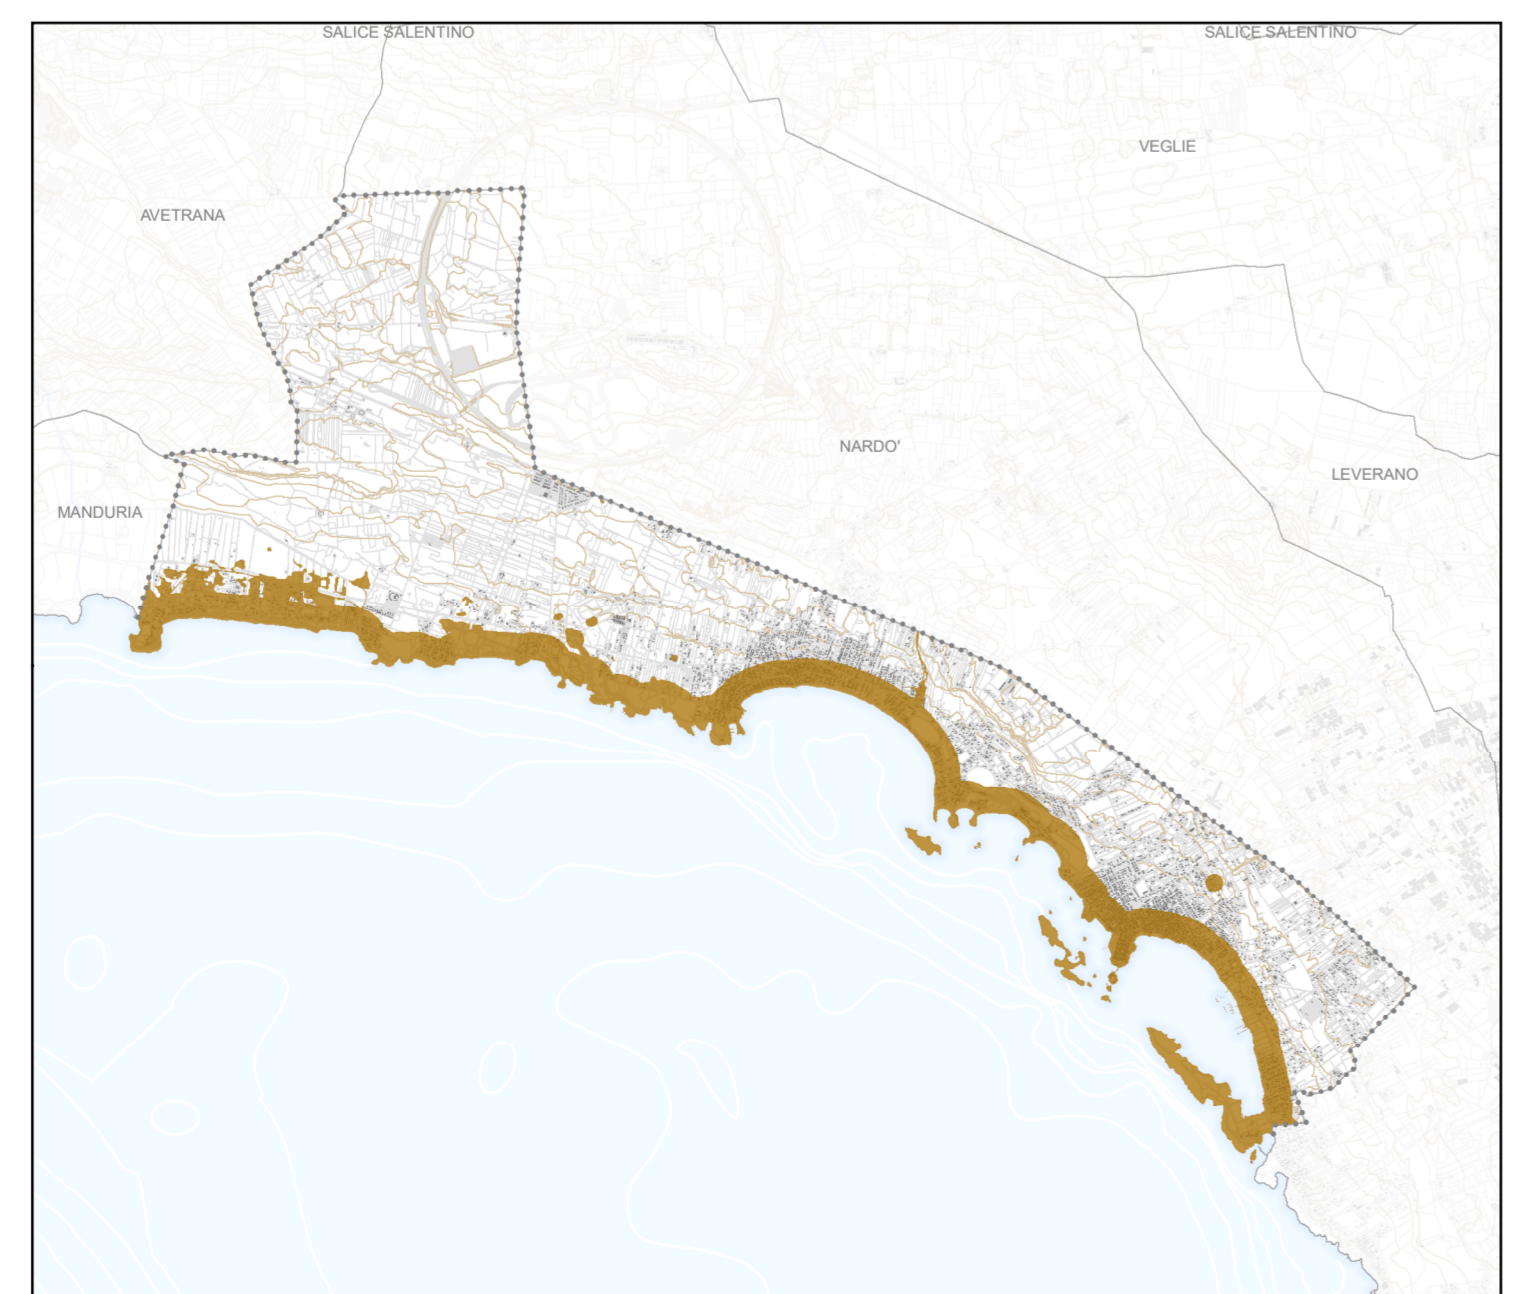 SALICE SALENTINO
SALICE SALENTINO
VEGLIE
AVETRANA
NARDO'
LEVERANO
MANDURIA